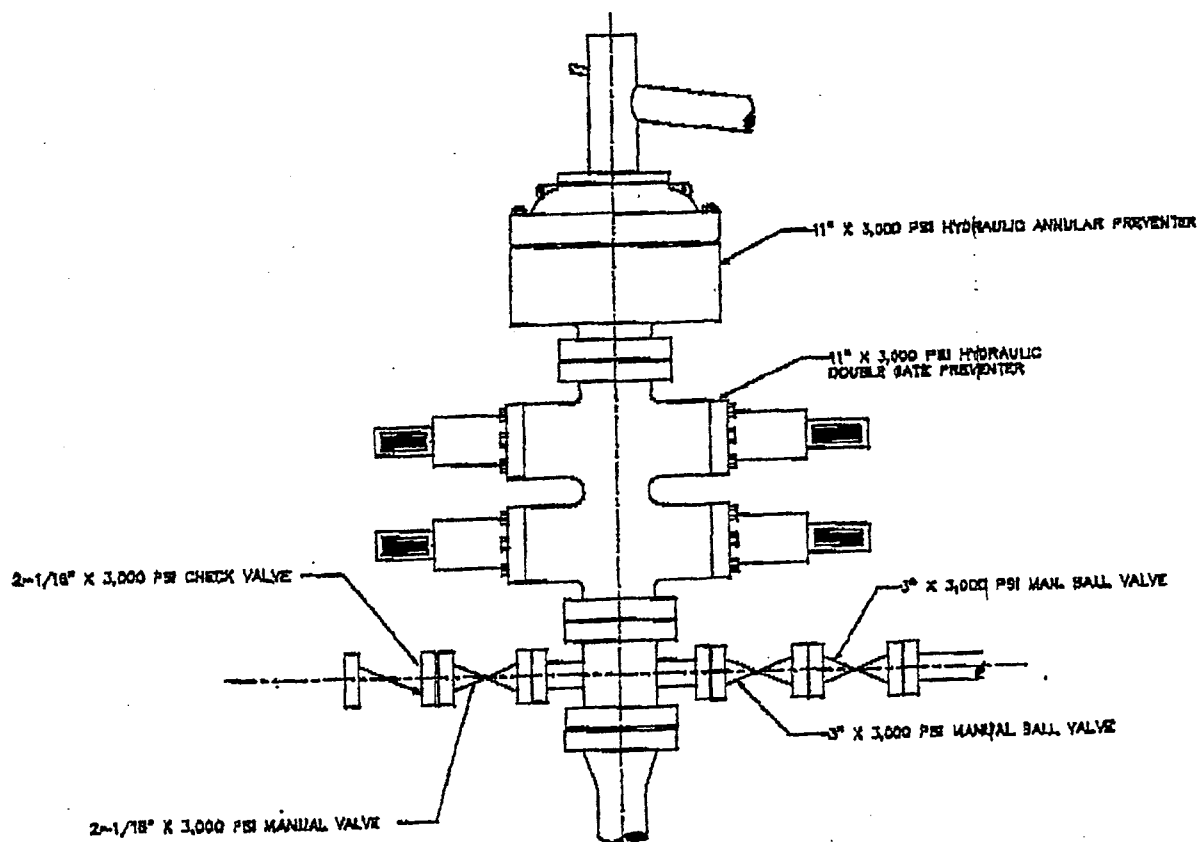 11" X 3,000 PSI HYDRAULIC ANNULAR PREVENTER
11" X 3,000 PSI HYDRAULIC
DOUBLE GATE PREVENTER
2-1/16" X 3,000 PSI CHECK VALVE
3" X 3,000 PSI MAN. BALL VALVE
3" X 3,000 PSI MANUAL BALL VALVE
2-1/16" X 3,000 PSI MANUAL VALVE